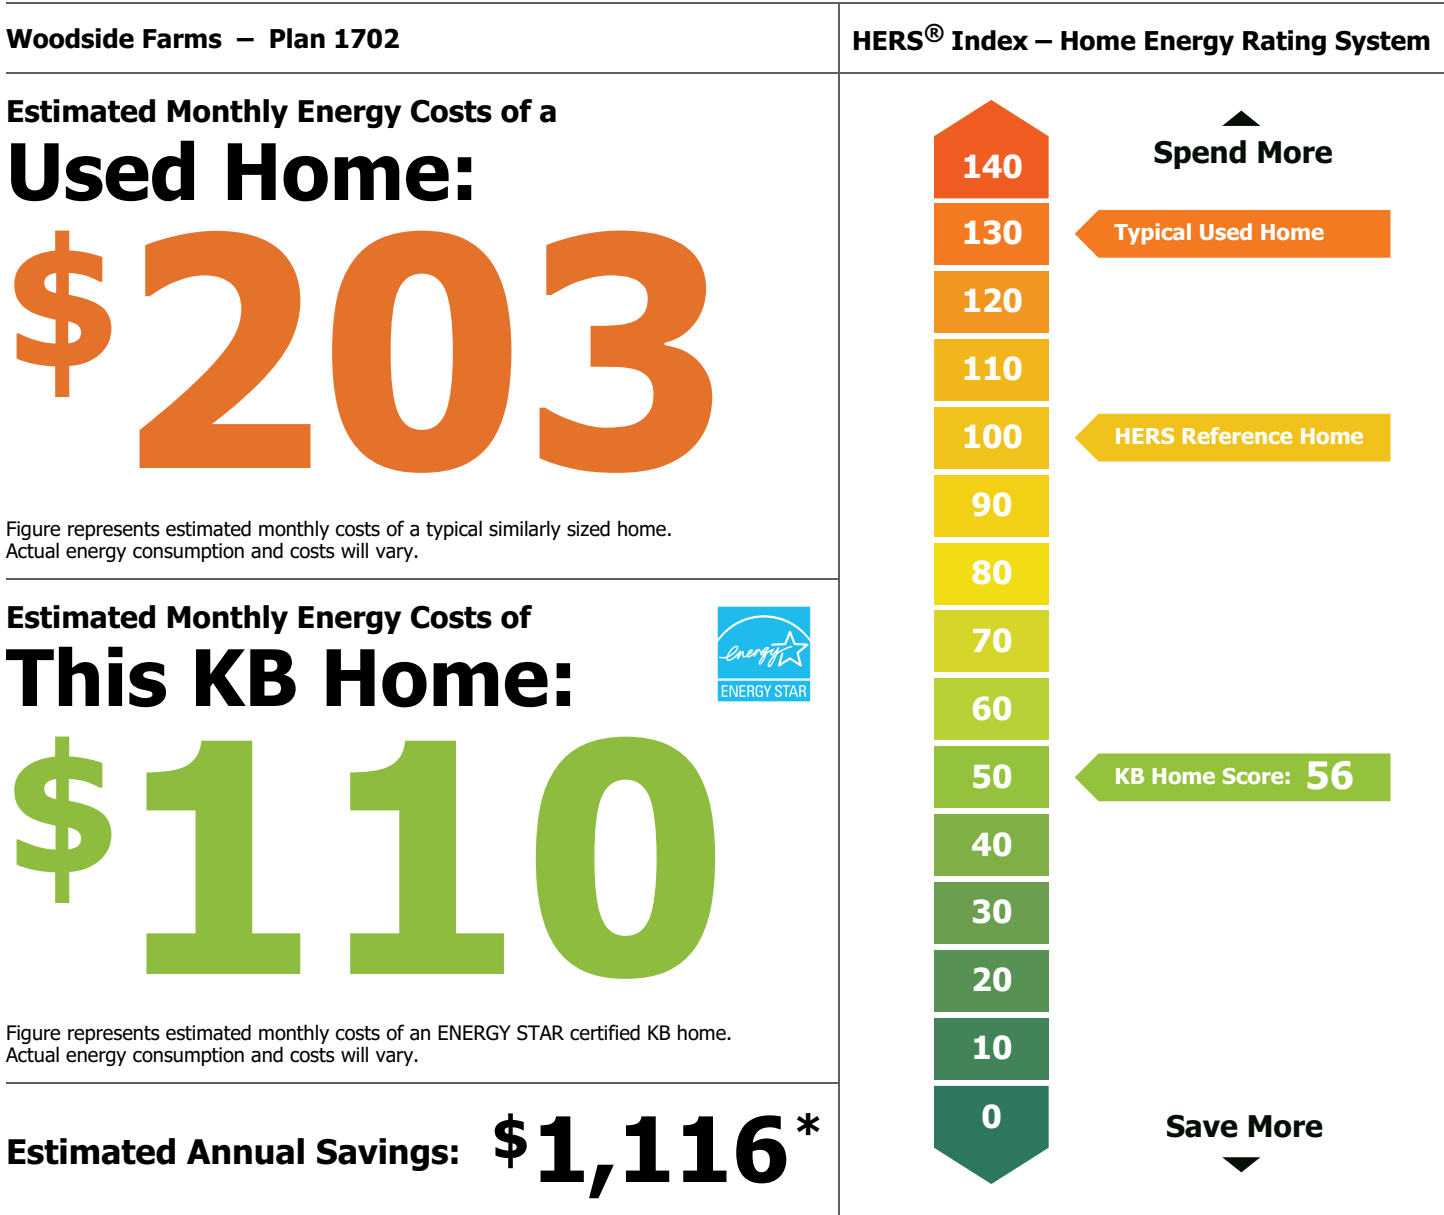 Woodside Farms – Plan 1702
Estimated Monthly Energy Costs of a
Used Home:
$203
Figure represents estimated monthly costs of a typical similarly sized home.
Actual energy consumption and costs will vary.
Estimated Monthly Energy Costs of
This KB Home:
energy
ENERGY STAR
$110
Figure represents estimated monthly costs of an ENERGY STAR certified KB home.
Actual energy consumption and costs will vary.
Estimated Annual Savings: $1,116*
HERS® Index – Home Energy Rating System
Spend More
140
130 Typical Used Home
120
110
100 HERS Reference Home
90
80
70
60
50 KB Home Score: 56
40
30
20
10
0
Save More